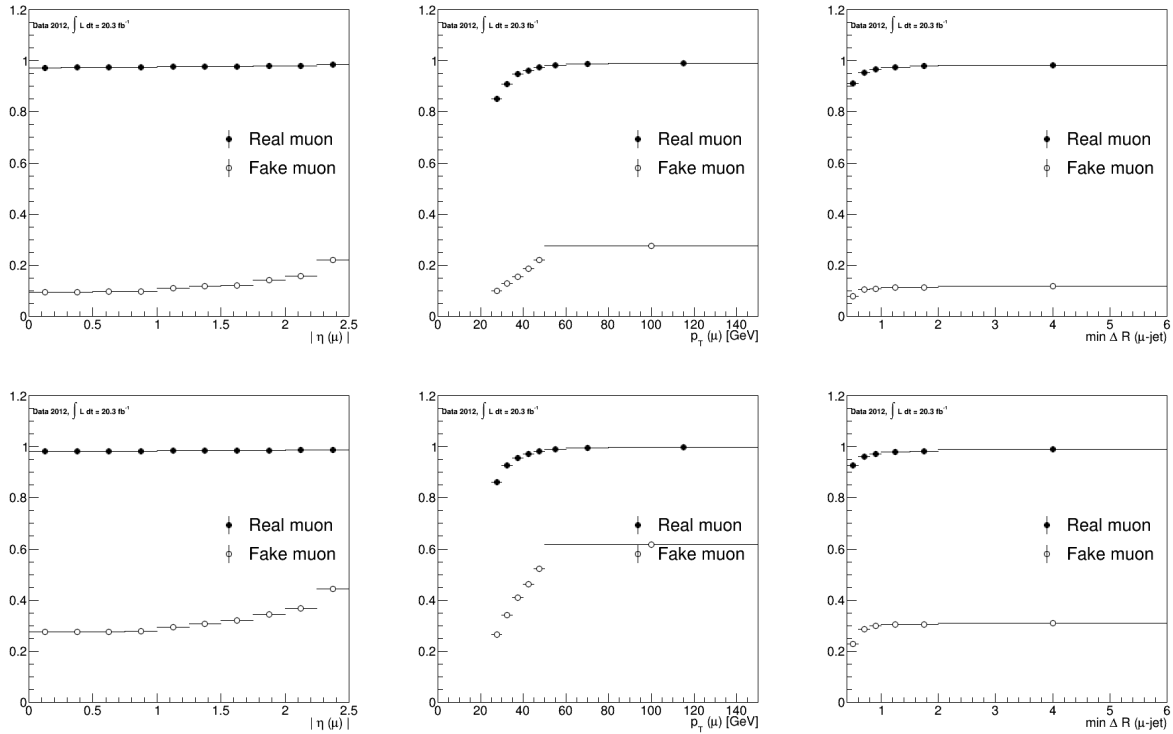 1.2
Data 2012, ∫ L dt = 20.3 fb⁻¹
1
0.8
Real muon
0.6
Fake muon
0.4
0.2
0
0 0.5 1 1.5 2 2.5
| η (μ) |
1.2
Data 2012, ∫ L dt = 20.3 fb⁻¹
1
0.8
Real muon
0.6
Fake muon
0.4
0.2
0
0 20 40 60 80 100 120 140
p_T (μ) [GeV]
1.2
Data 2012, ∫ L dt = 20.3 fb⁻¹
1
0.8
Real muon
0.6
Fake muon
0.4
0.2
0
1 2 3 4 5 6
min Δ R (μ-jet)
1.2
Data 2012, ∫ L dt = 20.3 fb⁻¹
1
0.8
Real muon
0.6
Fake muon
0.4
0.2
0
0 0.5 1 1.5 2 2.5
| η (μ) |
1.2
Data 2012, ∫ L dt = 20.3 fb⁻¹
1
0.8
Real muon
0.6
Fake muon
0.4
0.2
0
0 20 40 60 80 100 120 140
p_T (μ) [GeV]
1.2
Data 2012, ∫ L dt = 20.3 fb⁻¹
1
0.8
Real muon
0.6
Fake muon
0.4
0.2
0
1 2 3 4 5 6
min Δ R (μ-jet)